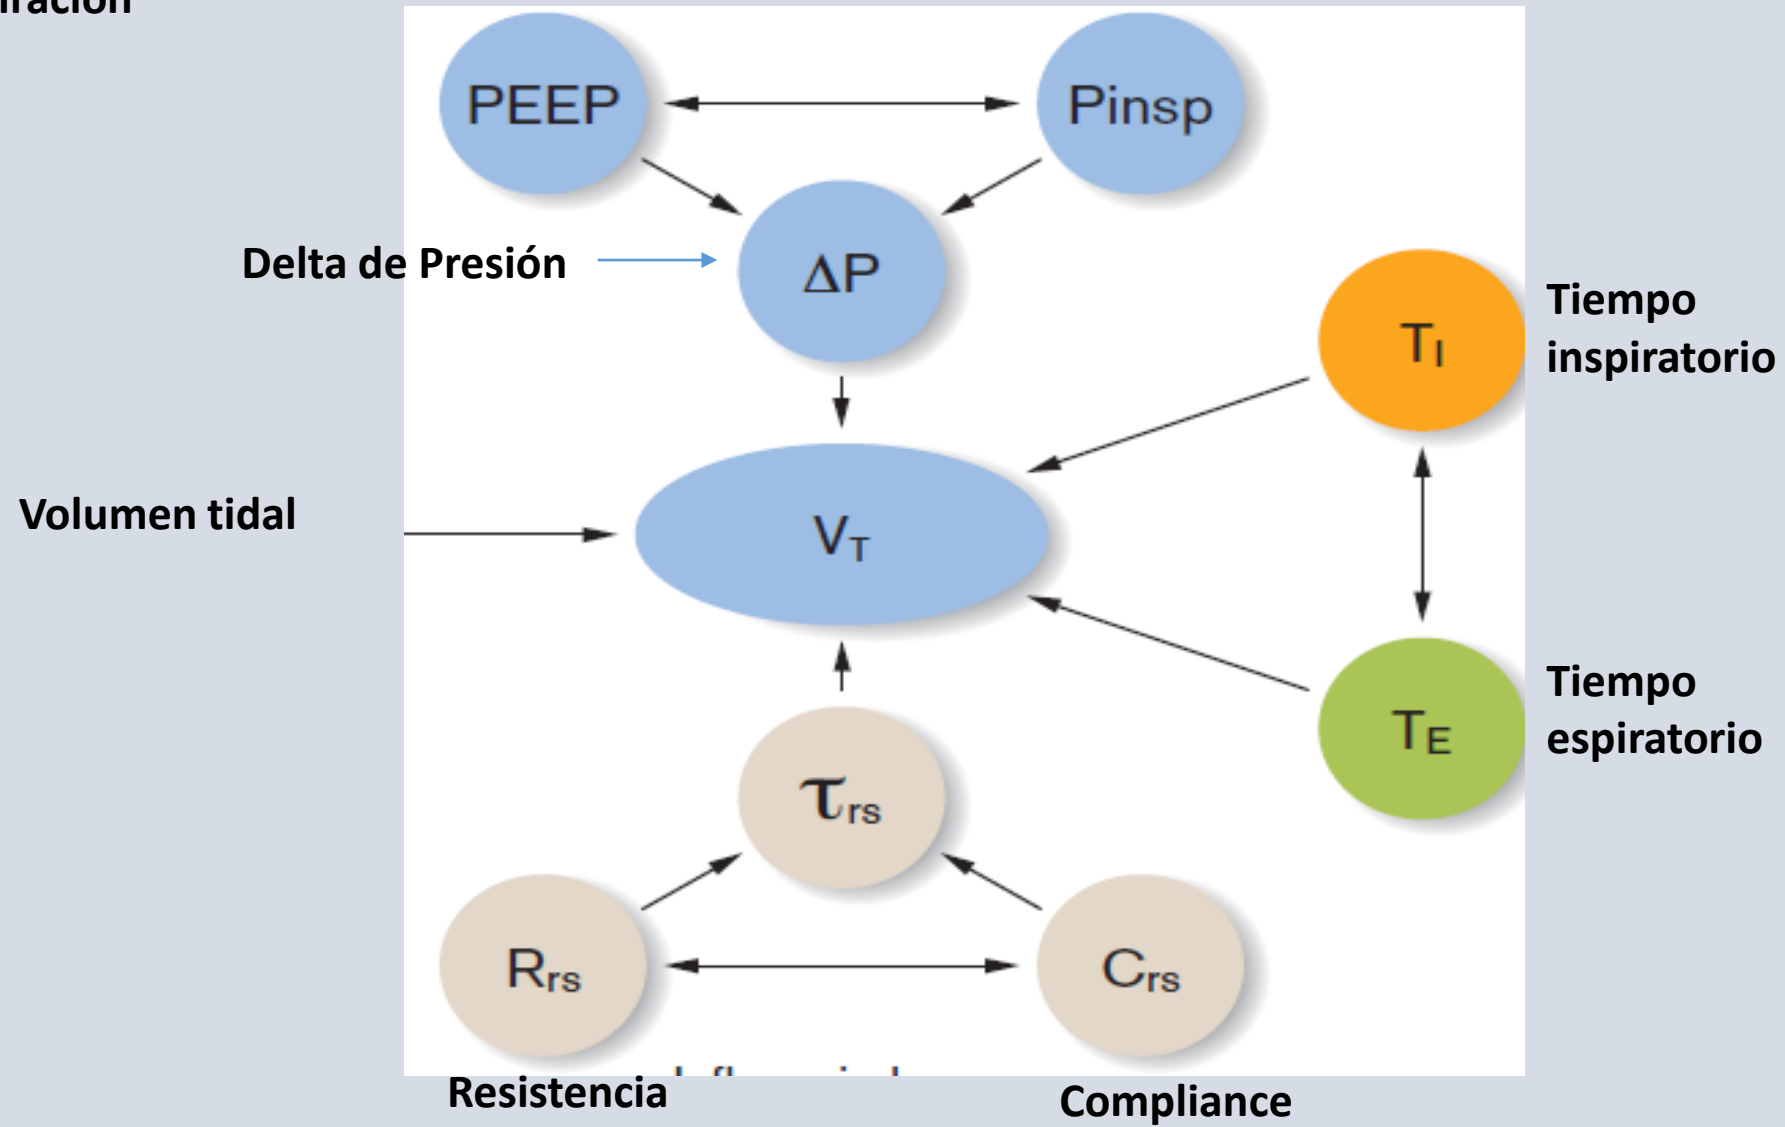 PEEP
Pinsp
Delta de Presión
ΔP
Tiempo
inspiratorio
TI
Volumen tidal
VT
Tiempo
espiratorio
TE
τrs
Rrs
Crs
Resistencia
Compliance